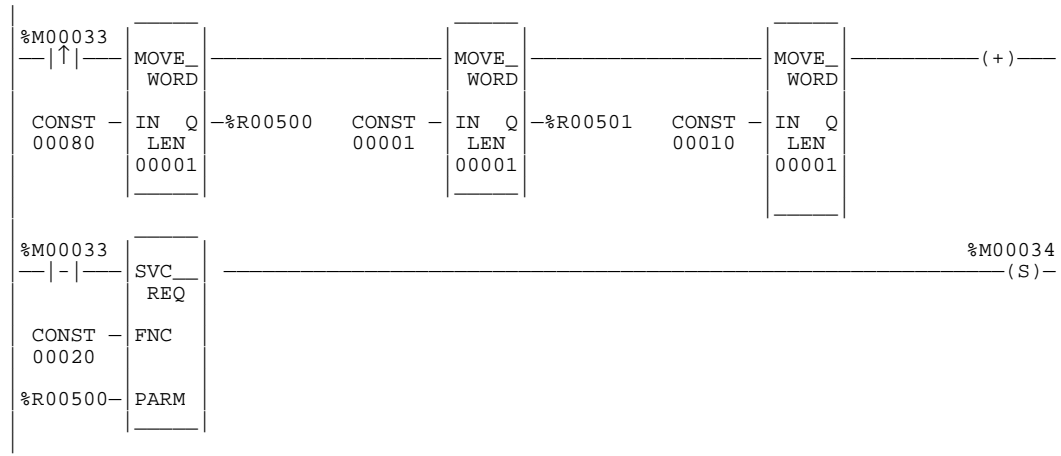 %M00033
|↑| MOVE_ MOVE_ MOVE_ (+)
WORD WORD WORD
CONST IN Q %R00500 CONST IN Q %R00501 CONST IN Q
00080 LEN 00001 LEN 00010 LEN
00001 00001 00001
%M00033 %M00034
|-| SVC__ (S)
REQ
CONST FNC
00020
%R00500 PARM